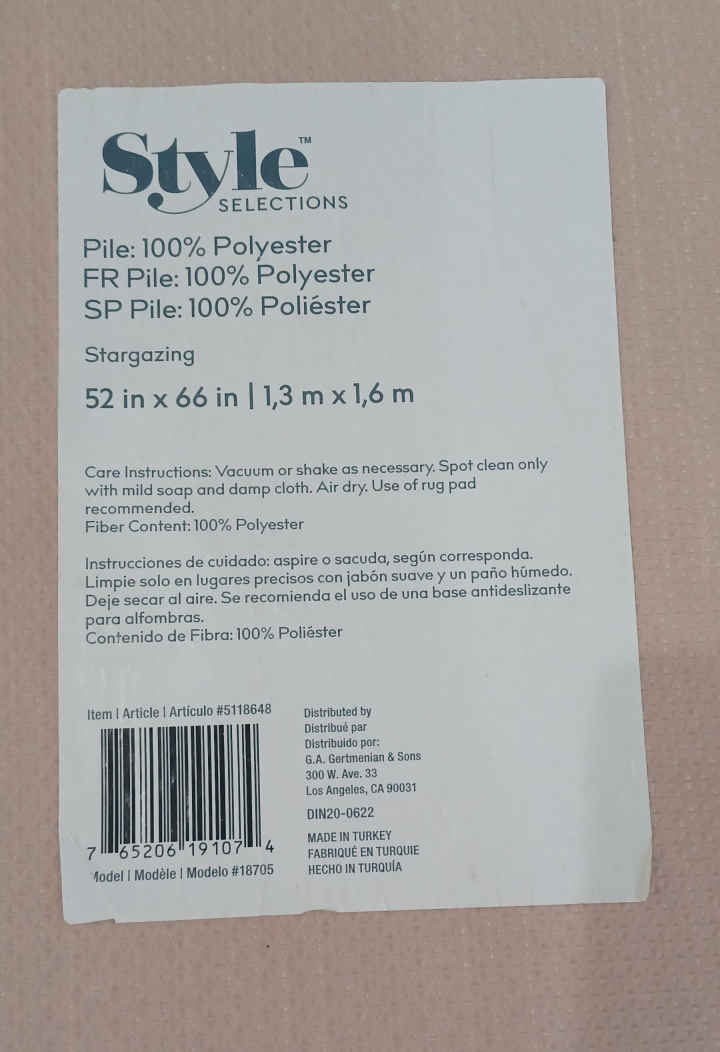 Style™
SELECTIONS
Pile: 100% Polyester
FR Pile: 100% Polyester
SP Pile: 100% Poliéster
Stargazing
52 in x 66 in | 1,3 m x 1,6 m
Care Instructions: Vacuum or shake as necessary. Spot clean only
with mild soap and damp cloth. Air dry. Use of rug pad
recommended.
Fiber Content: 100% Polyester
Instrucciones de cuidado: aspire o sacuda, según corresponda.
Limpie solo en lugares precisos con jabón suave y un paño húmedo.
Deje secar al aire. Se recomienda el uso de una base antideslizante
para alfombras.
Contenido de Fibra: 100% Poliéster
Item | Article | Artículo #5118648
7 65206 19107 4
Model | Modèle | Modelo #18705
Distributed by
Distribué par
Distribuido por:
G.A. Gertmenian & Sons
300 W. Ave. 33
Los Angeles, CA 90031
DIN20-0622
MADE IN TURKEY
FABRIQUÉ EN TURQUIE
HECHO IN TURQUÍA